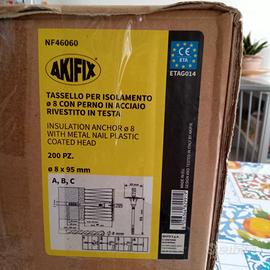 NF46060
AKIFIX
CE
ETA
ETAG014
TASSELLO PER ISOLAMENTO
ø 8 CON PERNO IN ACCIAIO
RIVESTITO IN TESTA
INSULATION ANCHOR ø 8
WITH METAL NAIL PLASTIC
COATED HEAD
200 PZ.
ø 8 x 95 mm
A, B, C